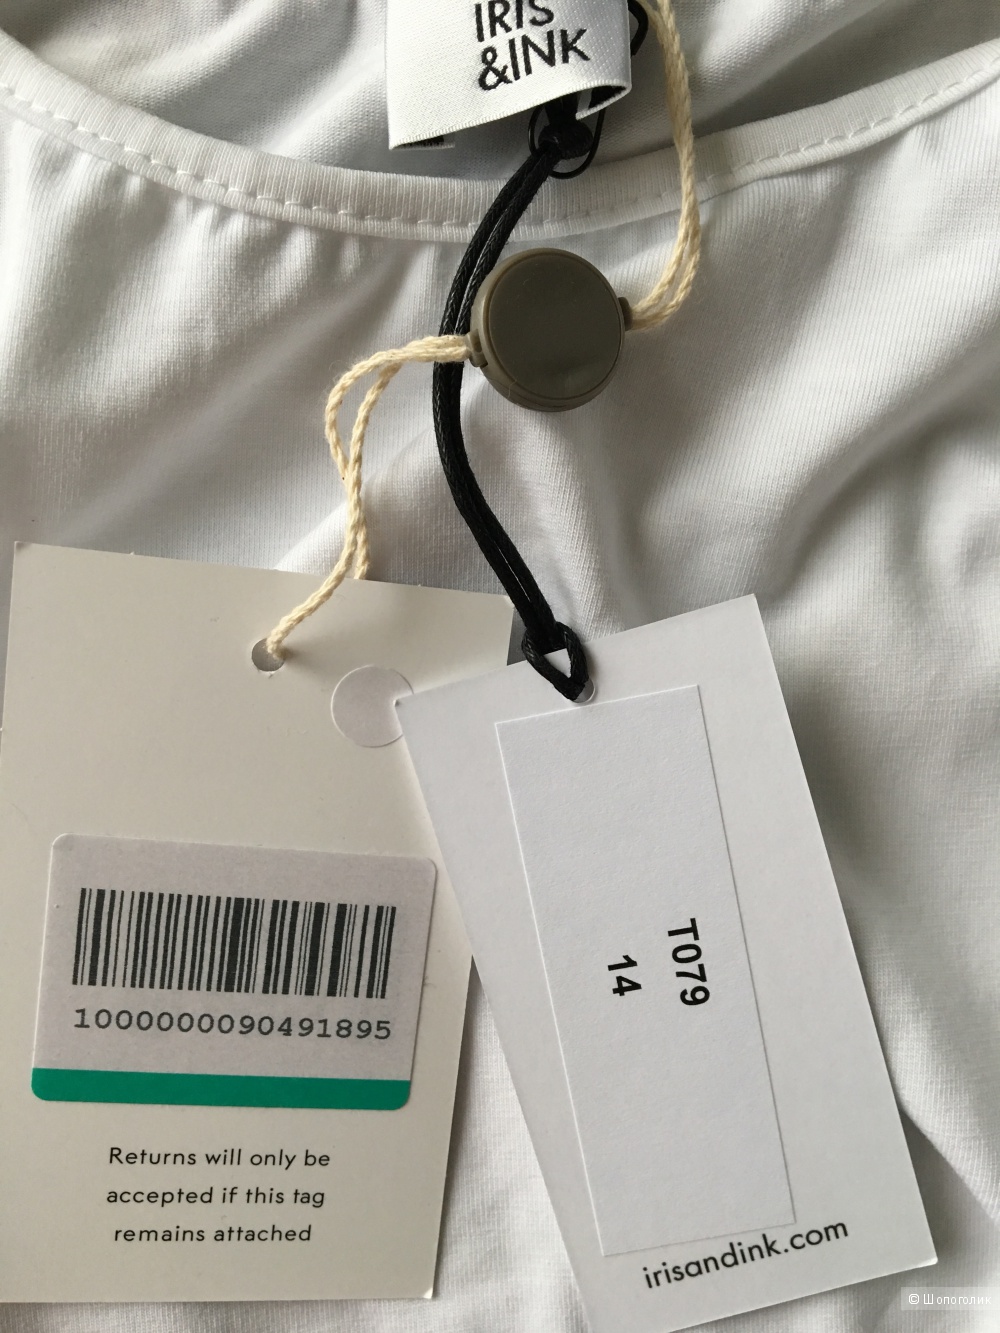 IRIS
&INK
1000000090491895
Returns will only be
accepted if this tag
remains attached
T079
14
irisandink.com
© Шопоголик